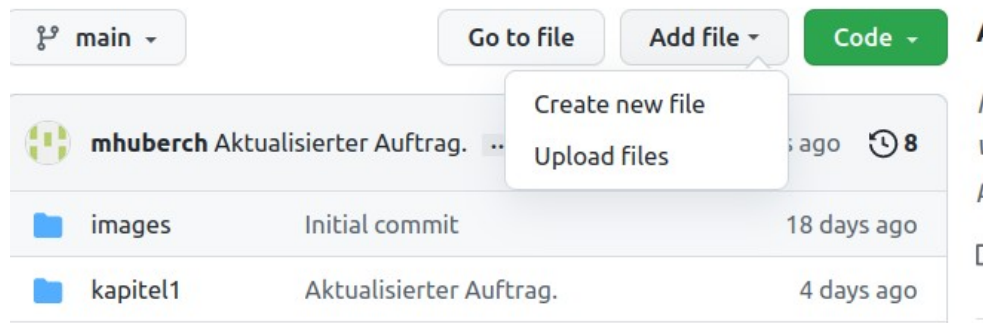 main
Go to file
Add file
Code
Create new file
Upload files
mhuberch Aktualisierter Auftrag. ..
ago 8
images Initial commit 18 days ago
kapitel1 Aktualisierter Auftrag. 4 days ago